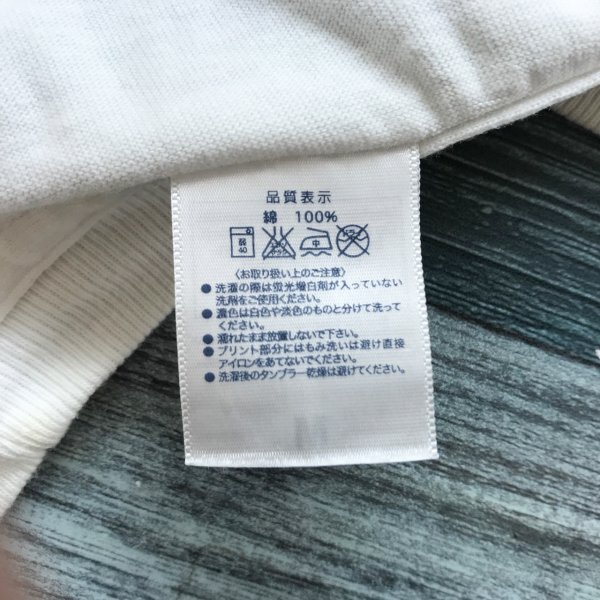 品質表示
綿 100%
弱
40
中
〈お取り扱い上のご注意〉
●洗濯の際は蛍光増白剤が入っていない
洗剤をご使用ください。
●濃色は白色や淡色のものと分けて洗って
ください。
●濡れたまま放置しないで下さい。
●プリント部分にはもみ洗いは避け直接
アイロンをあてないでください。
●洗濯後のタンブラー乾燥は避けてください。